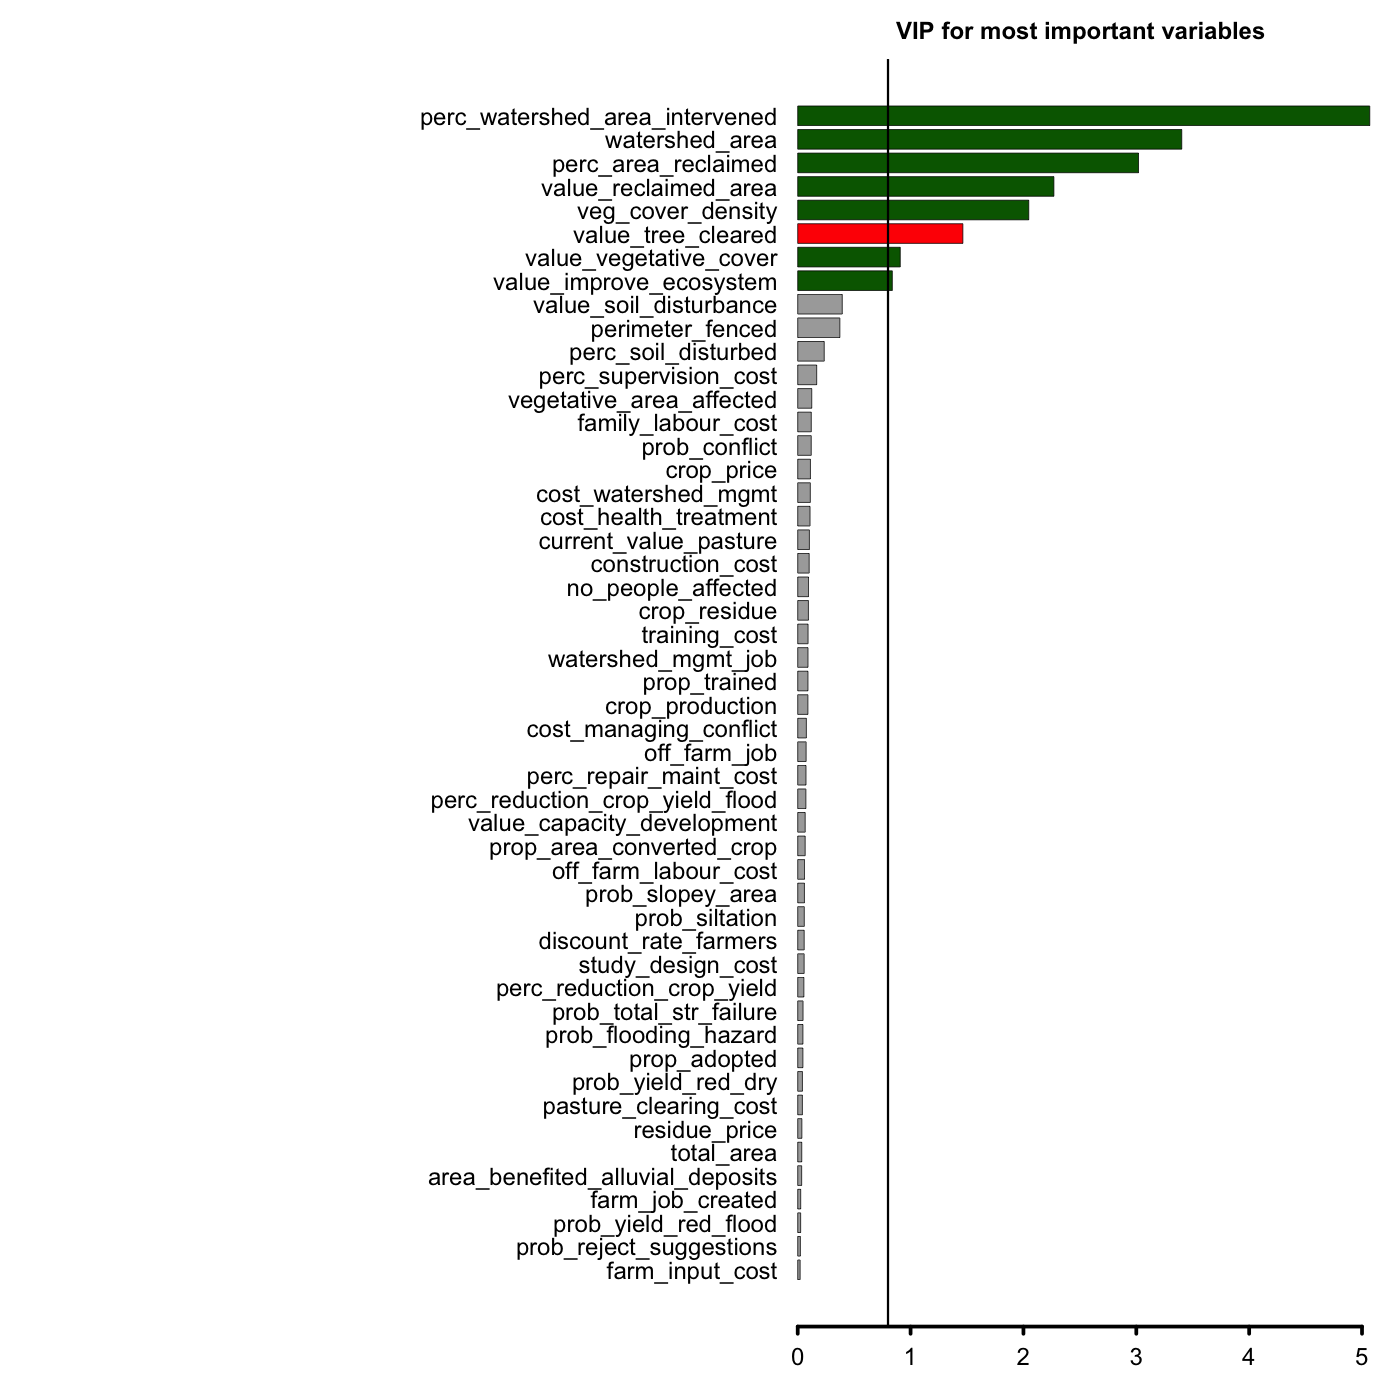 VIP for most important variables
perc_watershed_area_intervened
watershed_area
perc_area_reclaimed
value_reclaimed_area
veg_cover_density
value_tree_cleared
value_vegetative_cover
value_improve_ecosystem
value_soil_disturbance
perimeter_fenced
perc_soil_disturbed
perc_supervision_cost
vegetative_area_affected
family_labour_cost
prob_conflict
crop_price
cost_watershed_mgmt
cost_health_treatment
current_value_pasture
construction_cost
no_people_affected
crop_residue
training_cost
watershed_mgmt_job
prop_trained
crop_production
cost_managing_conflict
off_farm_job
perc_repair_maint_cost
perc_reduction_crop_yield_flood
value_capacity_development
prop_area_converted_crop
off_farm_labour_cost
prob_slopey_area
prob_siltation
discount_rate_farmers
study_design_cost
perc_reduction_crop_yield
prob_total_str_failure
prob_flooding_hazard
prop_adopted
prob_yield_red_dry
pasture_clearing_cost
residue_price
total_area
area_benefited_alluvial_deposits
farm_job_created
prob_yield_red_flood
prob_reject_suggestions
farm_input_cost
0 1 2 3 4 5